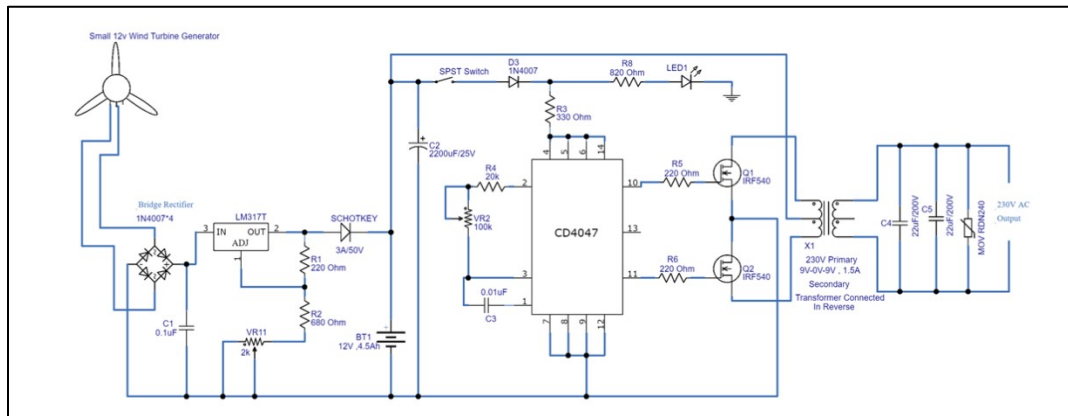 Small 12v Wind Turbine Generator
Bridge Rectifier
1N4007*4
LM317T
3
IN
OUT
2
ADJ
1
SCHOTKEY
3A/50V
R1
220 Ohm
R2
680 Ohm
C1
0.1uF
VR11
2k
BT1
12V ,4.5Ah
SPST Switch
D3
1N4007
R8
820 Ohm
LED1
C2
2200uF/25V
R3
330 Ohm
4
5
6
14
R4
20k
2
VR2
100k
3
0.01uF
1
C3
CD4047
10
13
11
7
8
9
12
R5
220 Ohm
Q1
IRF540
R6
220 Ohm
Q2
IRF540
X1
230V Primary
9V-0V-9V , 1.5A
Secondary
Transformer Connected
In Reverse
C4
22uF/200V
C5
22uF/200V
MOV RDN240
230V AC
Output